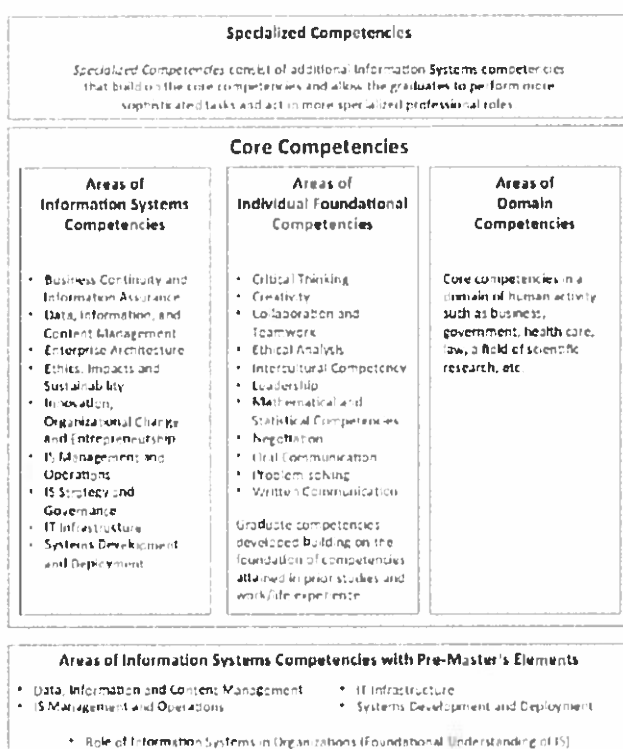 Specialized Competencies
Specialized Competencies consist of additional Information Systems competencies
that build on the core competencies and allow the graduates to perform more
sophisticated tasks and act in more specialized professional roles
Core Competencies
Areas of
Information Systems
Competencies
• Business Continuity and
Information Assurance
• Data, Information, and
Content Management
• Enterprise Architecture
• Ethics, Impacts and
Sustainability
• Innovation,
Organizational Change
and Entrepreneurship
• IS Management and
Operations
• IS Strategy and
Governance
• IT Infrastructure
• Systems Development
and Deployment
Areas of
Individual Foundational
Competencies
• Critical Thinking
• Creativity
• Collaboration and
Teamwork
• Ethical Analysis
• Intercultural Competency
• Leadership
• Mathematical and
Statistical Competencies
• Negotiation
• Oral Communication
• Problem solving
• Written Communication
Graduate competencies
developed building on the
foundation of competencies
attained in prior studies and
work/life experience
Areas of
Domain
Competencies
Core competencies in a
domain of human activity
such as business,
government, health care,
law, a field of scientific
research, etc.
Areas of Information Systems Competencies with Pre-Master's Elements
• Data, Information and Content Management
• IS Management and Operations
• IT Infrastructure
• Systems Development and Deployment
• Role of Information Systems in Organizations (Foundational Understanding of IS)